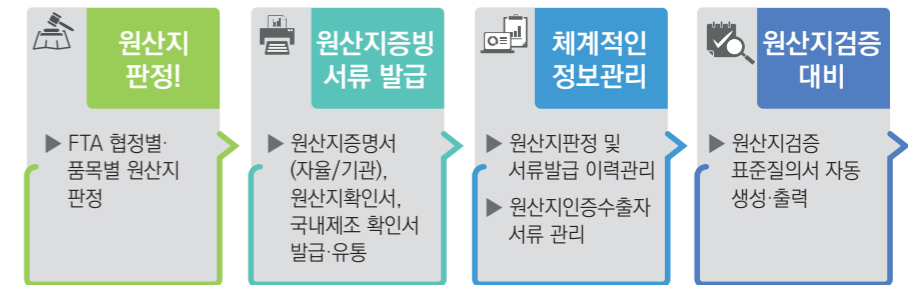 원산지
판정!
▶ FTA 협정별·
품목별 원산지
판정
원산지증빙
서류 발급
▶ 원산지증명서
(자율/기관),
원산지확인서,
국내제조 확인서
발급·유통
체계적인
정보관리
▶ 원산지판정 및
서류발급 이력관리
▶ 원산지인증수출자
서류 관리
원산지검증
대비
▶ 원산지검증
표준질의서 자동
생성·출력